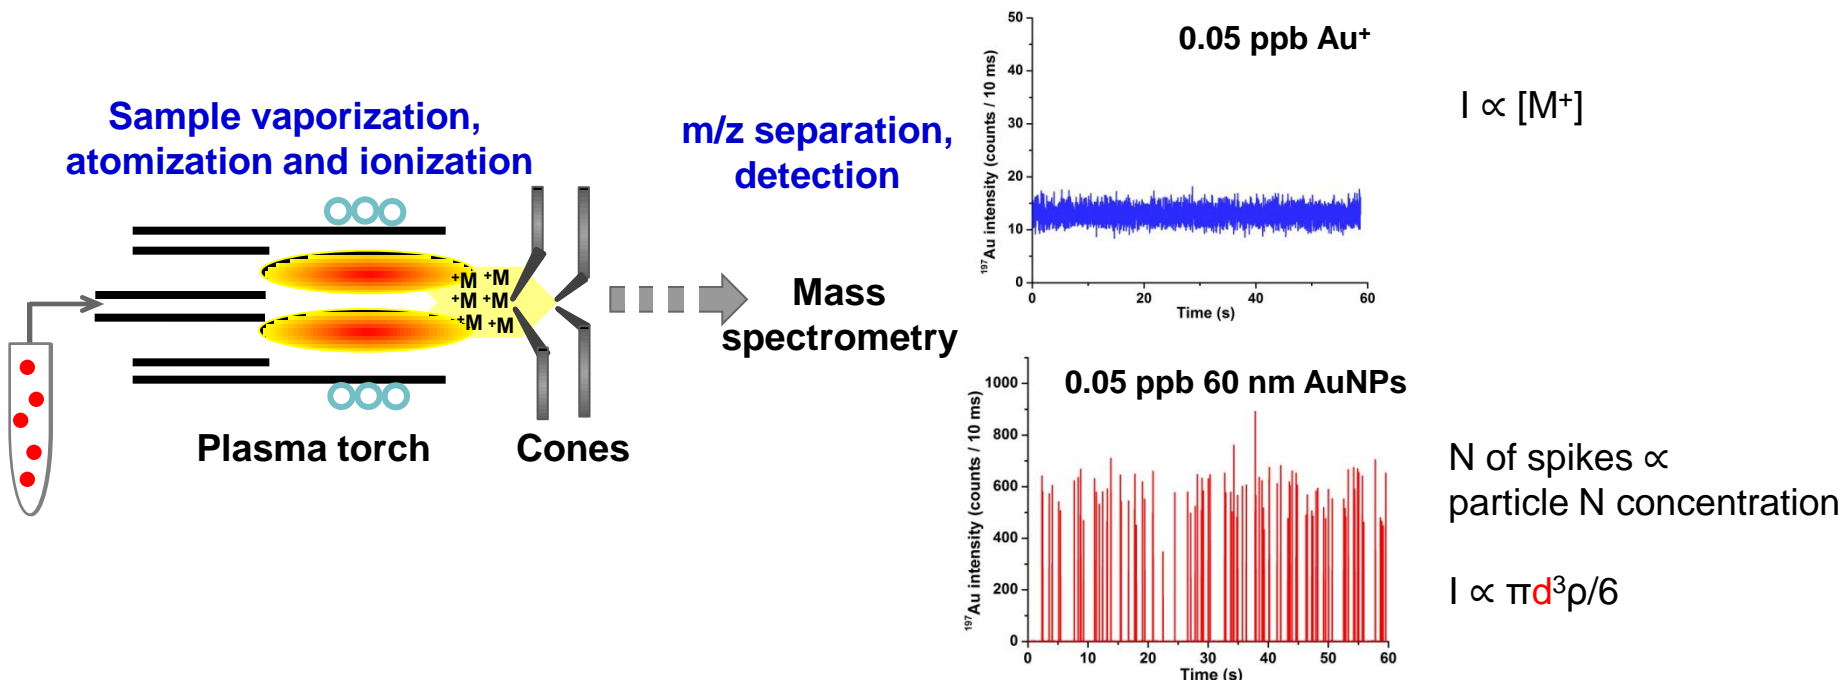 Sample vaporization,
atomization and ionization
⁺M ⁺M
⁺M ⁺M
⁺M ⁺M
Plasma torch
Cones
m/z separation,
detection
Mass
spectrometry
0.05 ppb Au⁺
¹⁹⁷Au intensity (counts / 10 ms)
50
40
30
20
10
0
0 20 40 60
Time (s)
I ∝ [M⁺]
0.05 ppb 60 nm AuNPs
¹⁹⁷Au intensity (counts / 10 ms)
1000
800
600
400
200
0
0 10 20 30 40 50 60
Time (s)
N of spikes ∝
particle N concentration
I ∝ πd³ρ/6